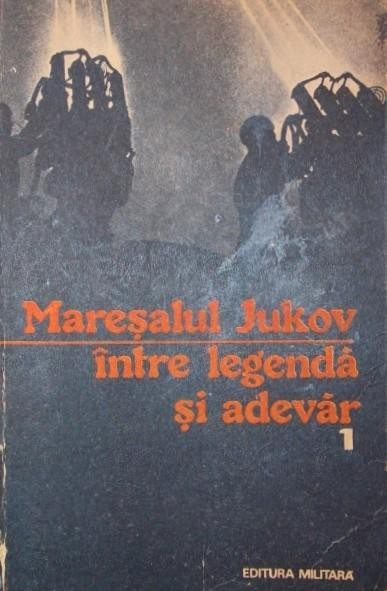 Mareșalul Jukov
între legendă
și adevăr
1
EDITURA MILITARĂ